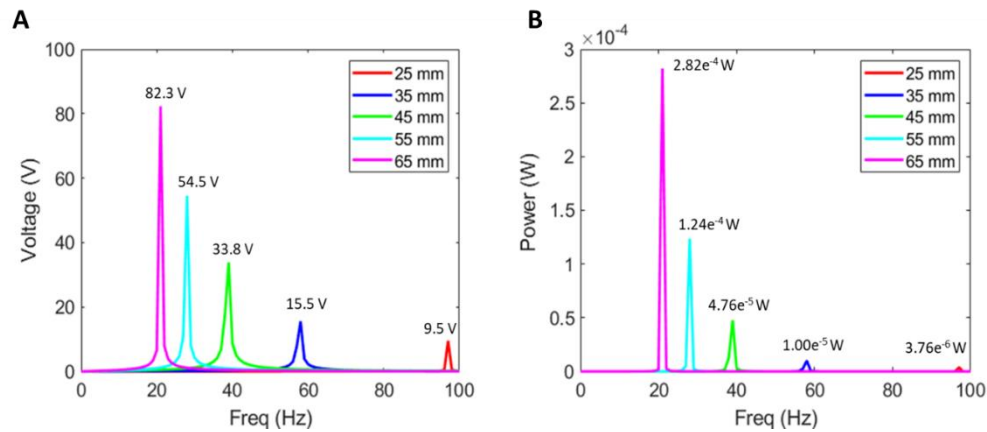 A
Voltage (V)
100
80
60
40
20
0
0 20 40 60 80 100
Freq (Hz)
82.3 V
54.5 V
33.8 V
15.5 V
9.5 V
25 mm
35 mm
45 mm
55 mm
65 mm
B
×10⁻⁴
Power (W)
3
2.5
2
1.5
1
0.5
0
0 20 40 60 80 100
Freq (Hz)
2.82e⁻⁴ W
1.24e⁻⁴ W
4.76e⁻⁵ W
1.00e⁻⁵ W
3.76e⁻⁶ W
25 mm
35 mm
45 mm
55 mm
65 mm